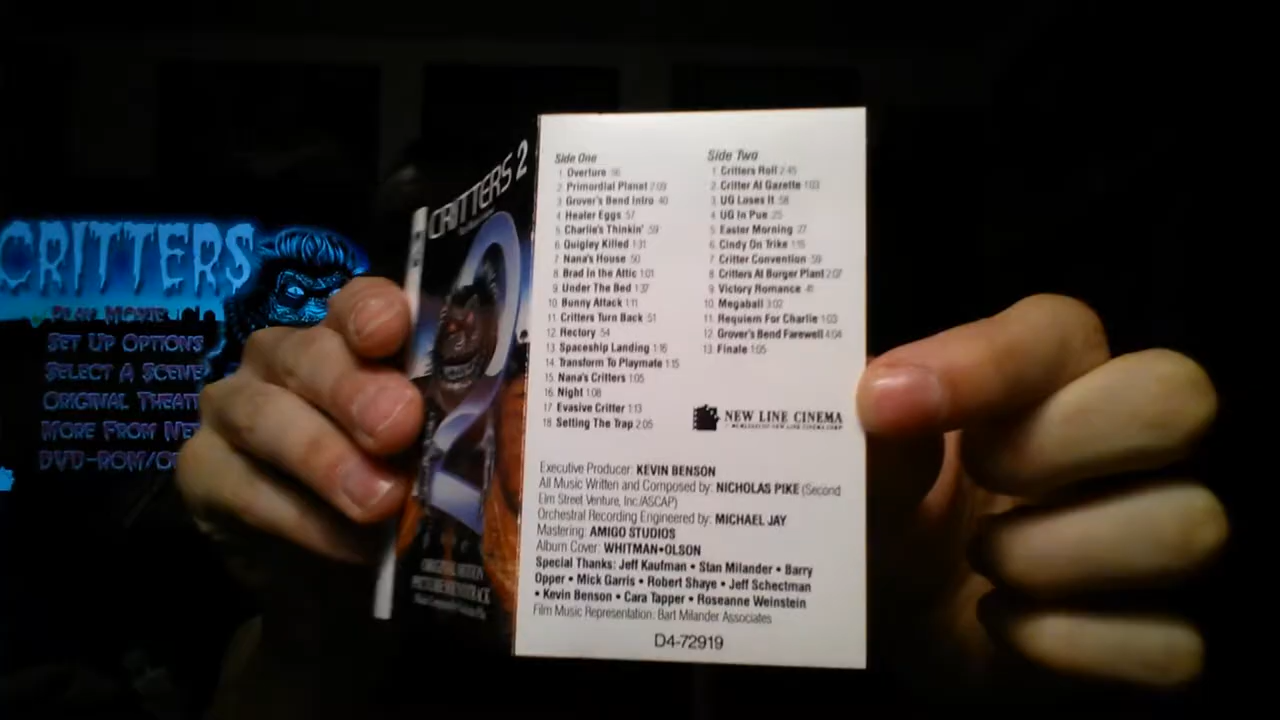 CRITTERS
PLAY MOVIE
SET UP OPTIONS
SELECT A SCENE
ORIGINAL THEAT
MORE FROM NE
DVD-ROM/O
CRITTERS 2
2
Side One
1. Overture
2. Primordial Planet 2:09
3. Grover's Bend Intro :40
4. Healer Eggs :57
5. Charlie's Thinkin' :59
6. Quigley Killed 1:31
7. Nana's House :50
8. Brad in the Attic 1:01
9. Under The Bed 1:37
10. Bunny Attack 1:11
11. Critters Turn Back :51
12. Rectory :54
13. Spaceship Landing 1:16
14. Transform To Playmate 1:15
15. Nana's Critters 1:05
16. Night 1:08
17. Evasive Critter 1:13
18. Setting The Trap 2:05
Side Two
1. Critters Roll 2:45
2. Critter At Gazette 1:03
3. UG Loses It :58
4. UG In Pue :25
5. Easter Morning :27
6. Cindy On Trike 1:15
7. Critter Convention :59
8. Critters At Burger Plant 2:07
9. Victory Romance
10. Megaball 3:02
11. Requiem For Charlie 1:03
12. Grover's Bend Farewell 4:04
13. Finale 1:05
NEW LINE CINEMA
Executive Producer: KEVIN BENSON
All Music Written and Composed by: NICHOLAS PIKE (Second
Elm Street Venture, Inc./ASCAP)
Orchestral Recording Engineered by: MICHAEL JAY
Mastering: AMIGO STUDIOS
Album Cover: WHITMAN•OLSON
Special Thanks: Jeff Kaufman • Stan Milander • Barry
Opper • Mick Garris • Robert Shaye • Jeff Schectman
• Kevin Benson • Cara Tapper • Roseanne Weinstein
Film Music Representation: Bart Milander Associates
D4-72919